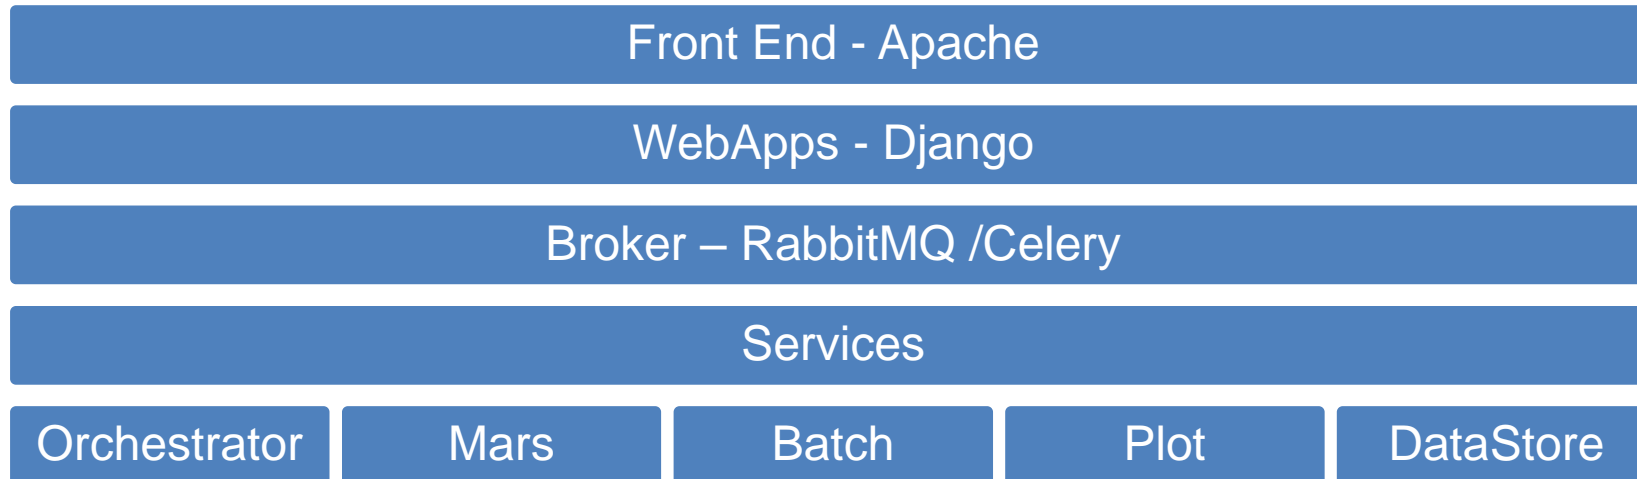 Front End - Apache
WebApps - Django
Broker – RabbitMQ /Celery
Services
Orchestrator Mars Batch Plot DataStore